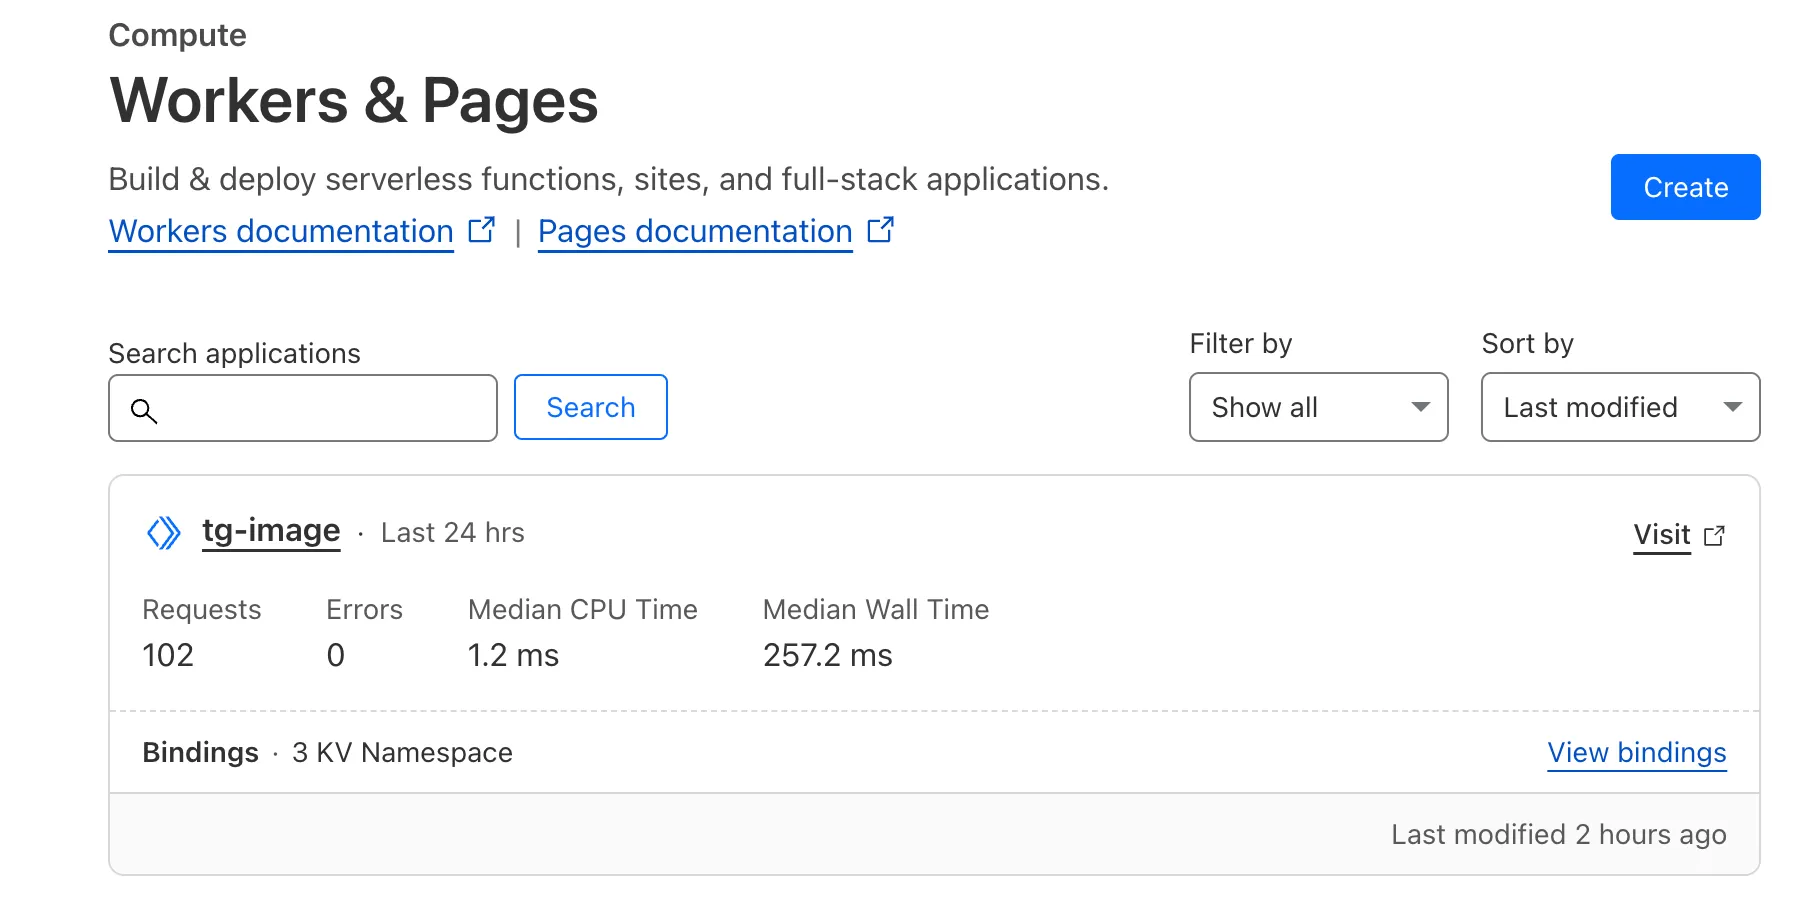 Compute
Workers & Pages
Build & deploy serverless functions, sites, and full-stack applications.
Create
Workers documentation | Pages documentation
Search applications
Filter by
Sort by
Search
Show all
Last modified
tg-image · Last 24 hrs
Visit
Requests
Errors
Median CPU Time
Median Wall Time
102
0
1.2 ms
257.2 ms
Bindings · 3 KV Namespace
View bindings
Last modified 2 hours ago